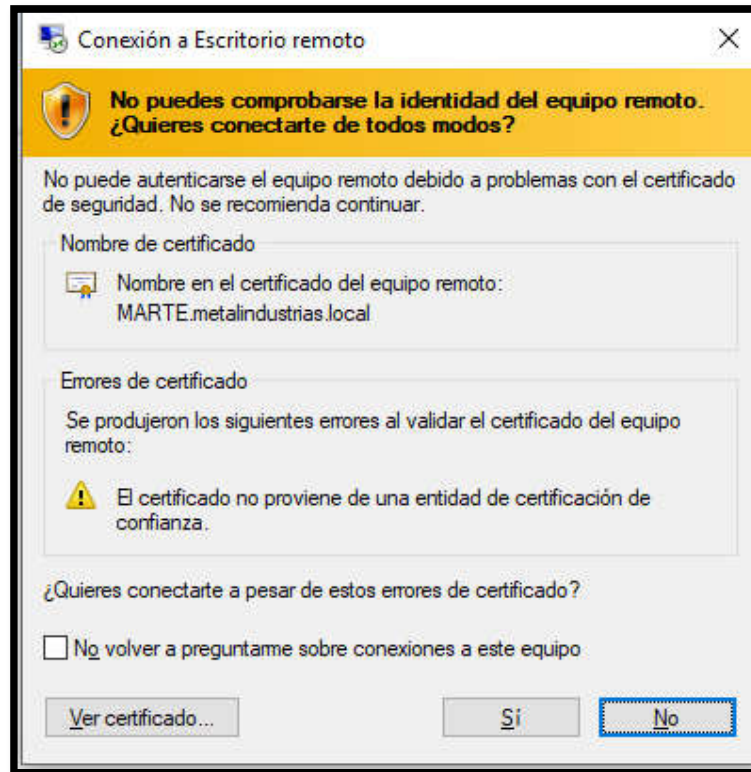 Conexión a Escritorio remoto
No puedes comprobarse la identidad del equipo remoto.
¿Quieres conectarte de todos modos?
No puede autenticarse el equipo remoto debido a problemas con el certificado
de seguridad. No se recomienda continuar.
Nombre de certificado
Nombre en el certificado del equipo remoto:
MARTE.metalindustrias.local
Errores de certificado
Se produjeron los siguientes errores al validar el certificado del equipo
remoto:
El certificado no proviene de una entidad de certificación de
confianza.
¿Quieres conectarte a pesar de estos errores de certificado?
No volver a preguntarme sobre conexiones a este equipo
Ver certificado...
Sí
No